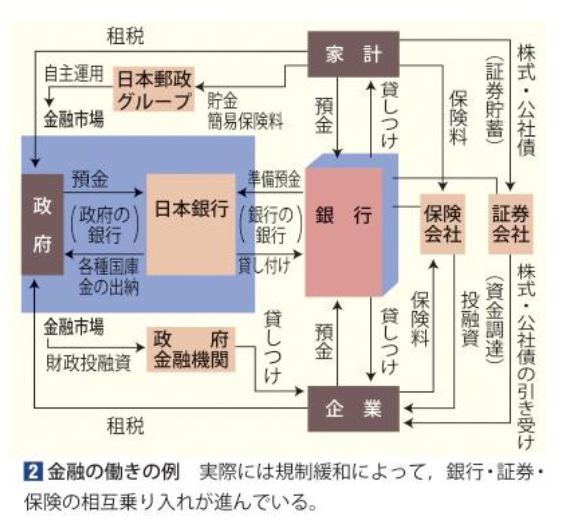 租税
家計
自主運用
日本郵政
グループ
金融市場
貯金
簡易保険料
預金
貸しつけ
保険料
(証券貯蓄)
株式・公社債
政府
預金
(政府の
銀行)
各種国庫
金の出納
日本銀行
準備預金
(銀行の
銀行)
貸し付け
銀行
保険
会社
証券
会社
金融市場
財政投融資
政府
金融機関
貸しつけ
預金
貸しつけ
保険料
投融資
(資金調達)
株式・公社債の引き受け
企業
租税
2 金融の働きの例 実際には規制緩和によって，銀行・証券・
保険の相互乗り入れが進んでいる。